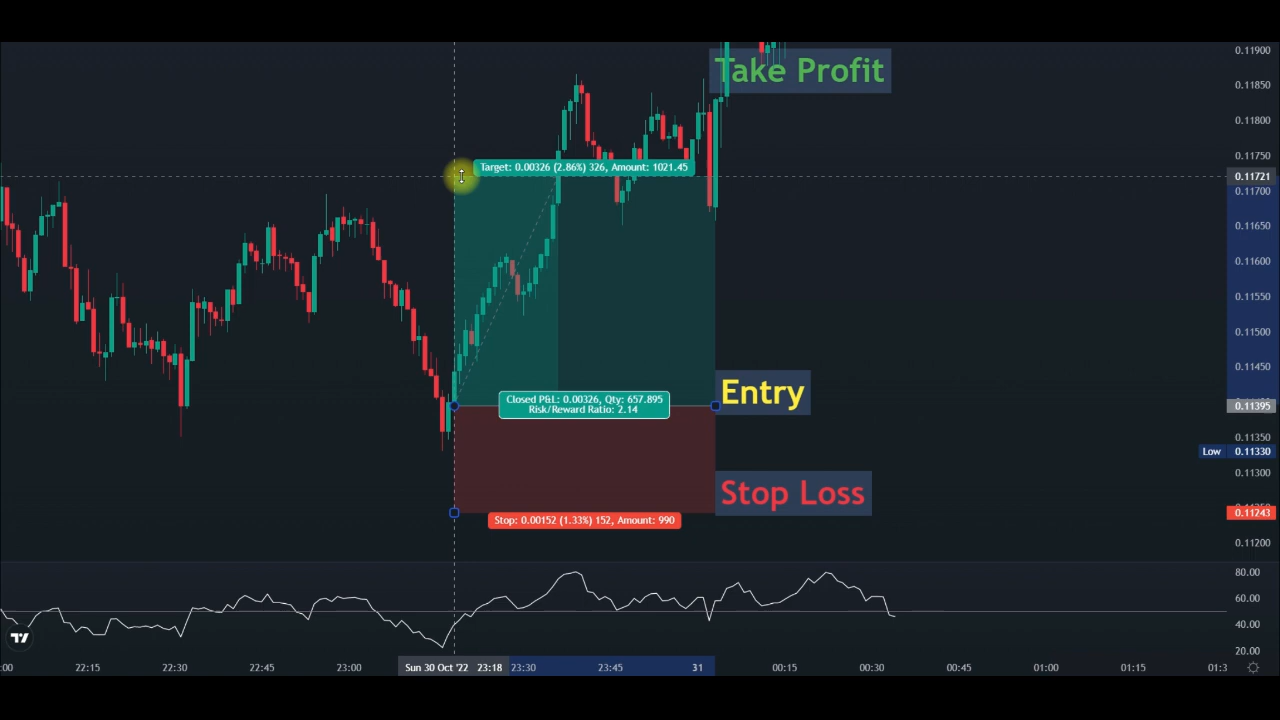 Take Profit
Target: 0.00326 (2.86%) 326, Amount: 1021.45
Closed P&L: 0.00326, Qty: 657.895
Risk/Reward Ratio: 2.14
Entry
Stop Loss
Stop: 0.00152 (1.33%) 152, Amount: 990
0.11900
0.11850
0.11800
0.11750
0.11721
0.11700
0.11650
0.11600
0.11550
0.11500
0.11450
0.11395
0.11350
Low 0.11330
0.11300
0.11243
0.11200
80.00
60.00
40.00
20.00
:00 22:15 22:30 22:45 23:00 Sun 30 Oct '22 23:18 23:30 23:45 31 00:15 00:30 00:45 01:00 01:15 01:3